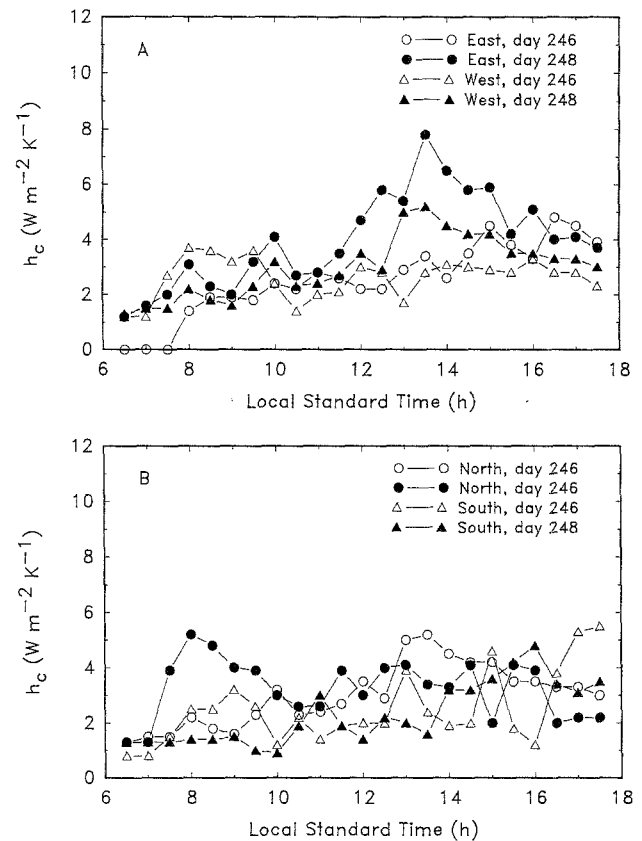 12
10
8
6
4
2
0
h_c (W m−2 K−1)
A
East, day 246
East, day 248
West, day 246
West, day 248
6 8 10 12 14 16 18
Local Standard Time (h)
12
10
8
6
4
2
0
h_c (W m−2 K−1)
B
North, day 246
North, day 246
South, day 246
South, day 248
6 8 10 12 14 16 18
Local Standard Time (h)